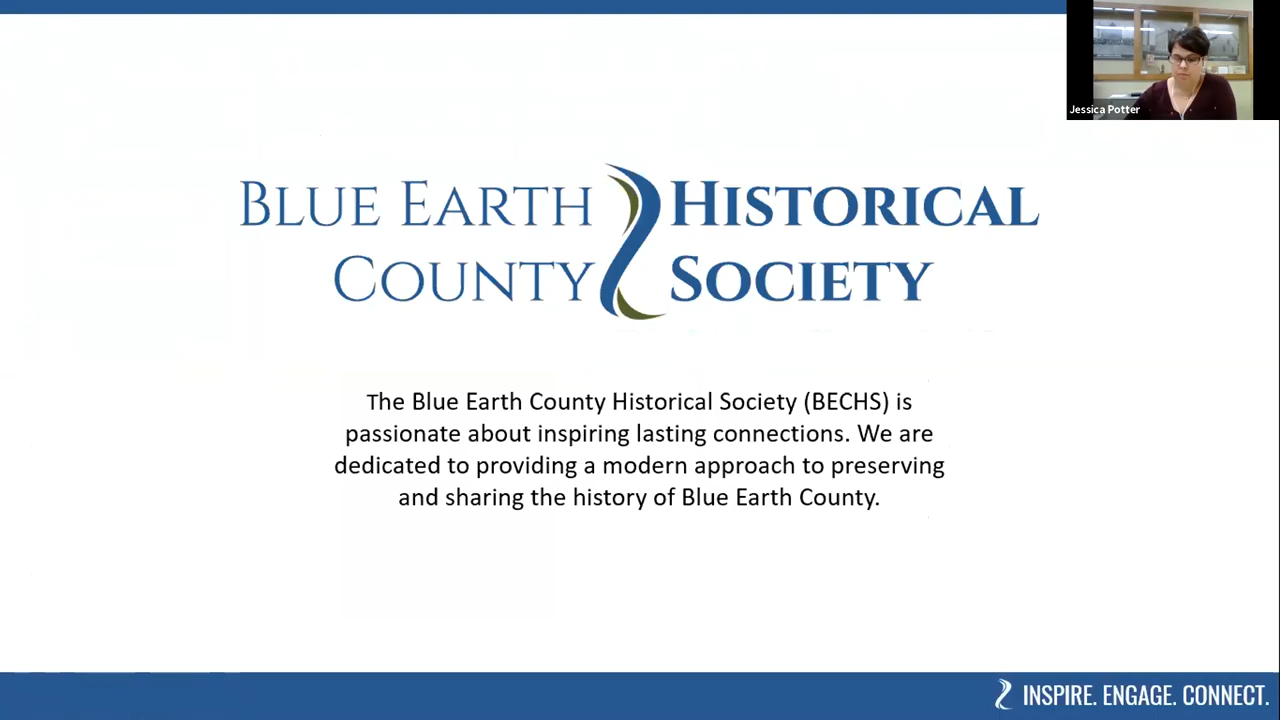 Jessica Potter
BLUE EARTH HISTORICAL
COUNTY SOCIETY
The Blue Earth County Historical Society (BECHS) is
passionate about inspiring lasting connections. We are
dedicated to providing a modern approach to preserving
and sharing the history of Blue Earth County.
INSPIRE. ENGAGE. CONNECT.